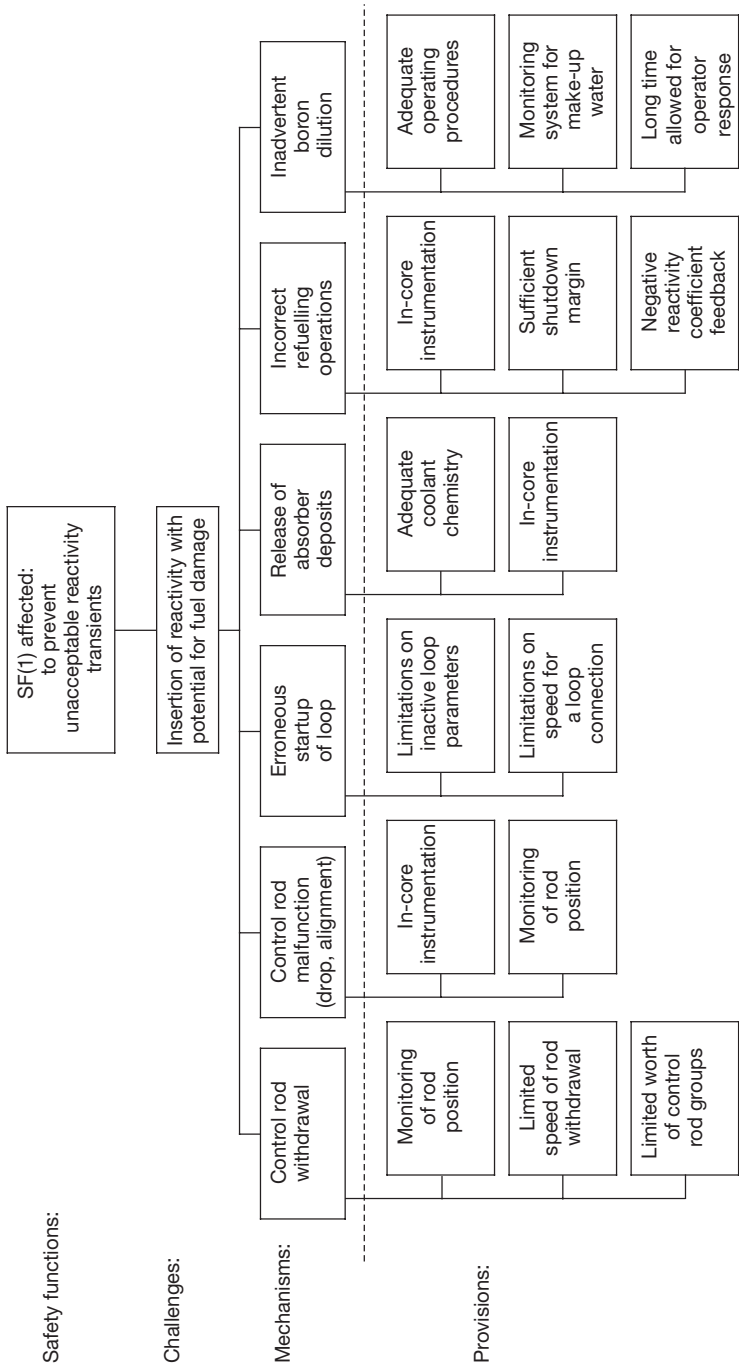 Safety functions:
SF(1) affected:
to prevent
unacceptable reactivity
transients
Challenges:
Insertion of reactivity with
potential for fuel damage
Mechanisms:
Control rod
withdrawal
Control rod
malfunction
(drop, alignment)
Erroneous
startup
of loop
Release of
absorber
deposits
Incorrect
refuelling
operations
Inadvertent
boron
dilution
Provisions:
Monitoring
of rod
position
Limited
speed of rod
withdrawal
Limited worth
of control
rod groups
In-core
instrumentation
Monitoring
of rod
position
Limitations on
inactive loop
parameters
Limitations on
speed for
a loop
connection
Adequate
coolant
chemistry
In-core
instrumentation
In-core
instrumentation
Sufficient
shutdown
margin
Negative
reactivity
coefficient
feedback
Adequate
operating
procedures
Monitoring
system for
make-up
water
Long time
allowed for
operator
response